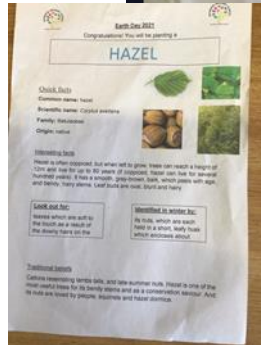 Earth Day 2021
Congratulations! You will be planting a
HAZEL
Quick facts
Common name: hazel
Scientific name: Corylus avellana
Family: Betulaceae
Origin: native
Interesting facts
Hazel is often coppiced, but when left to grow, trees can reach a height of
12m and live for up to 80 years (if coppiced, hazel can live for several
hundred years). It has a smooth, grey-brown, bark, which peels with age,
and bendy, hairy stems. Leaf buds are oval, blunt and hairy
Look out for:
leaves which are soft to
the touch as a result of
the downy hairs on the
Identified in winter by:
its nuts, which are each
held in a short, leafy husk
which encloses about
Traditional beliefs
Catkins resembling lambs tails, and late-summer nuts. Hazel is one of the
most useful trees for its bendy stems and as a conservation saviour. And
its nuts are loved by people, squirrels and hazel dormice.